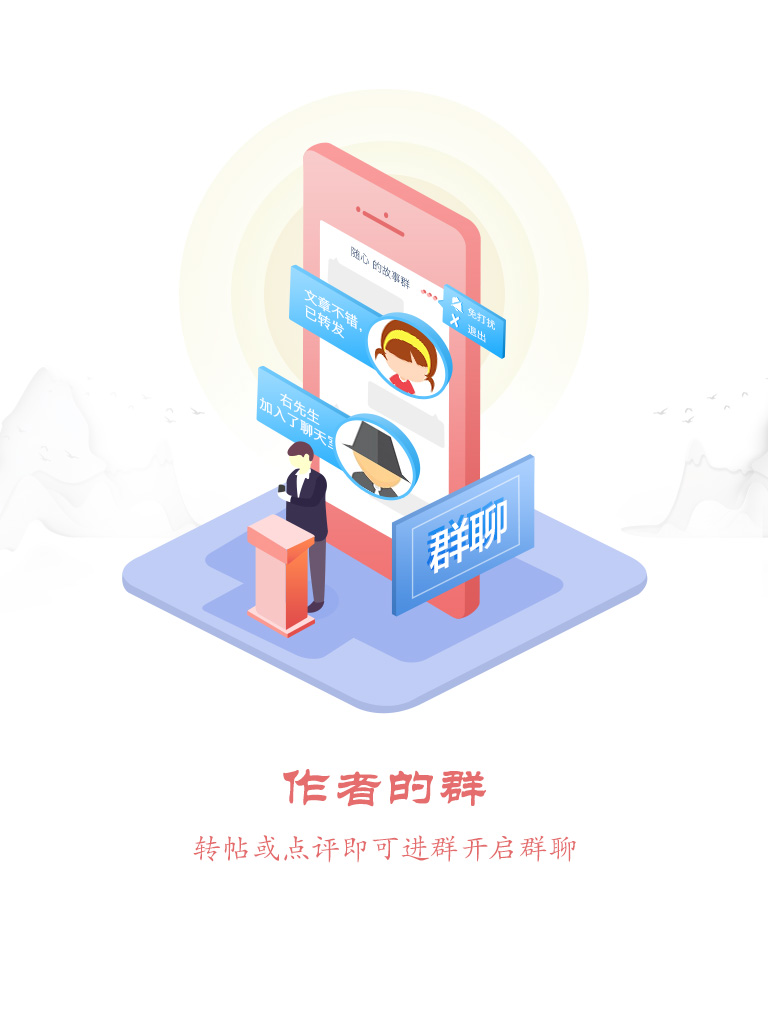 随心 的故事群
免打扰
退出
文章不错,
已转发
右先生
加入了聊天室
群聊
作者的群
转帖或点评即可进群开启群聊